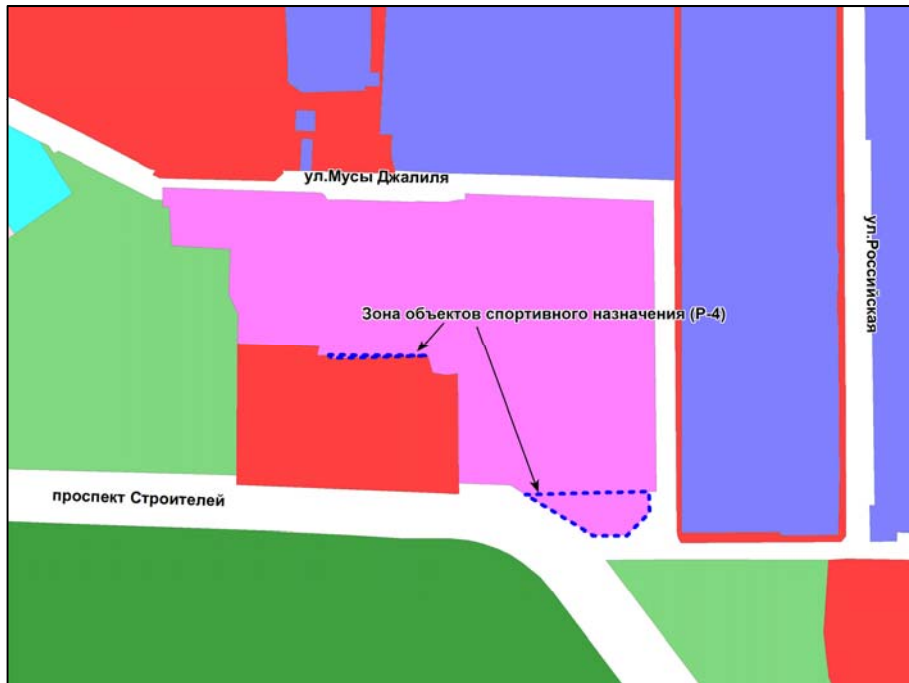 ул.Мусы Джалиля
ул.Российская
Зона объектов спортивного назначения (Р-4)
проспект Строителей